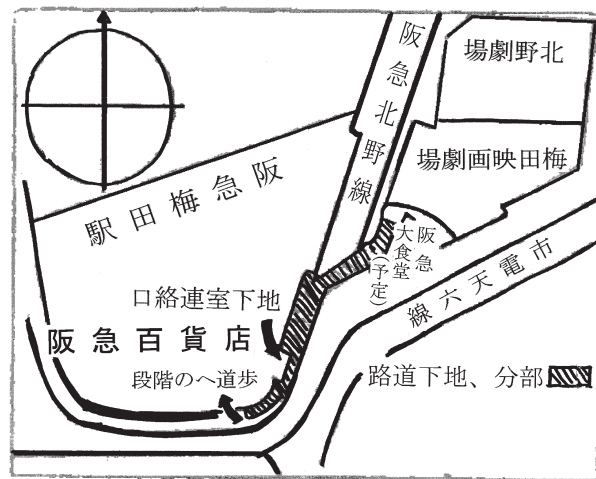 阪急北野線
北野劇場
梅田映画劇場
阪急梅田駅
阪急
大食堂
(予定)
市電天六線
地下室連絡口
阪急百貨店
歩道への階段
部分、地下道路